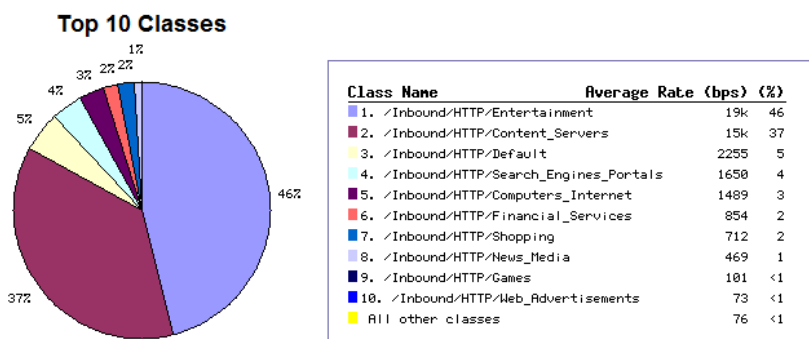 Top 10 Classes
1%
2%
2%
3%
4%
5%
46%
37%
Class Name Average Rate (bps) (%)
1. /Inbound/HTTP/Entertainment 19k 46
2. /Inbound/HTTP/Content_Servers 15k 37
3. /Inbound/HTTP/Default 2255 5
4. /Inbound/HTTP/Search_Engines_Portals 1650 4
5. /Inbound/HTTP/Computers_Internet 1489 3
6. /Inbound/HTTP/Financial_Services 854 2
7. /Inbound/HTTP/Shopping 712 2
8. /Inbound/HTTP/News_Media 469 1
9. /Inbound/HTTP/Games 101 <1
10. /Inbound/HTTP/Web_Advertisements 73 <1
All other classes 76 <1